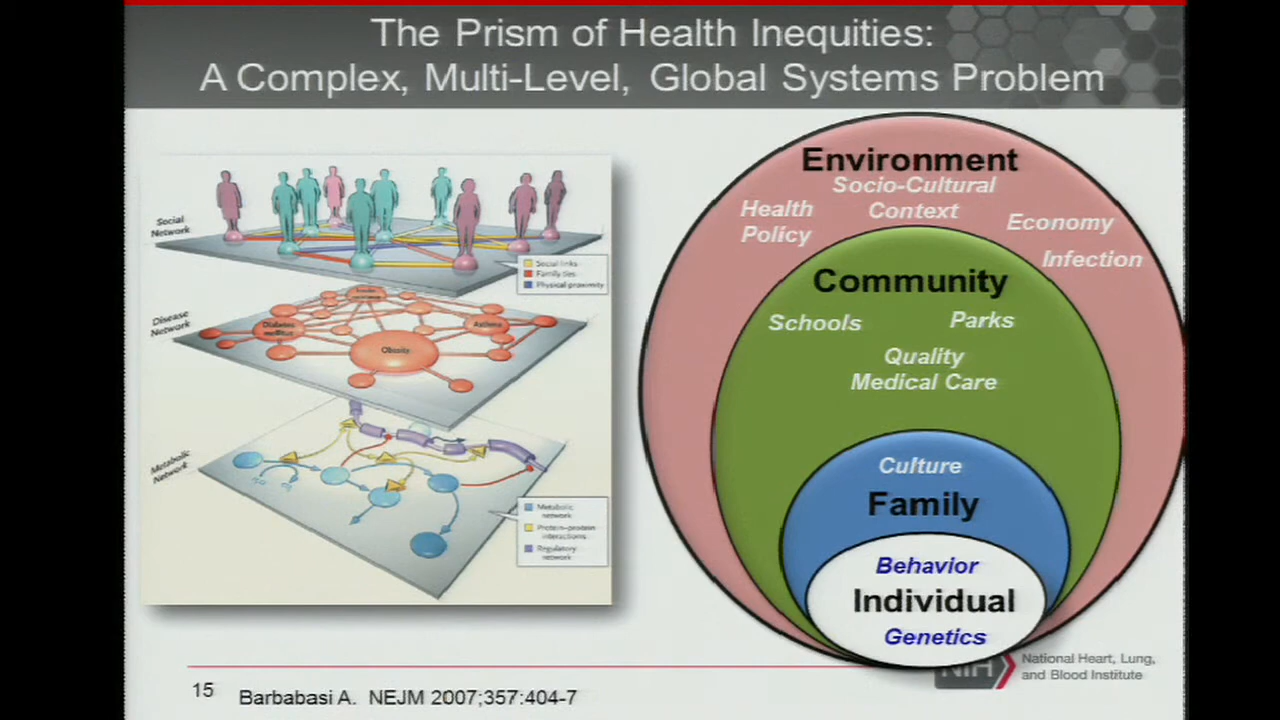 The Prism of Health Inequities:
A Complex, Multi-Level, Global Systems Problem
Social
Network
Social links
Family ties
Physical proximity
Disease
Network
Diabetes
mellitus
Asthma
Obesity
Metabolic
Network
Metabolic
network
Protein–protein
interactions
Regulatory
network
Environment
Socio-Cultural
Context
Health
Policy
Economy
Infection
Community
Schools
Parks
Quality
Medical Care
Culture
Family
Behavior
Individual
Genetics
NIH
National Heart, Lung,
and Blood Institute
15
Barbabasi A. NEJM 2007;357:404-7